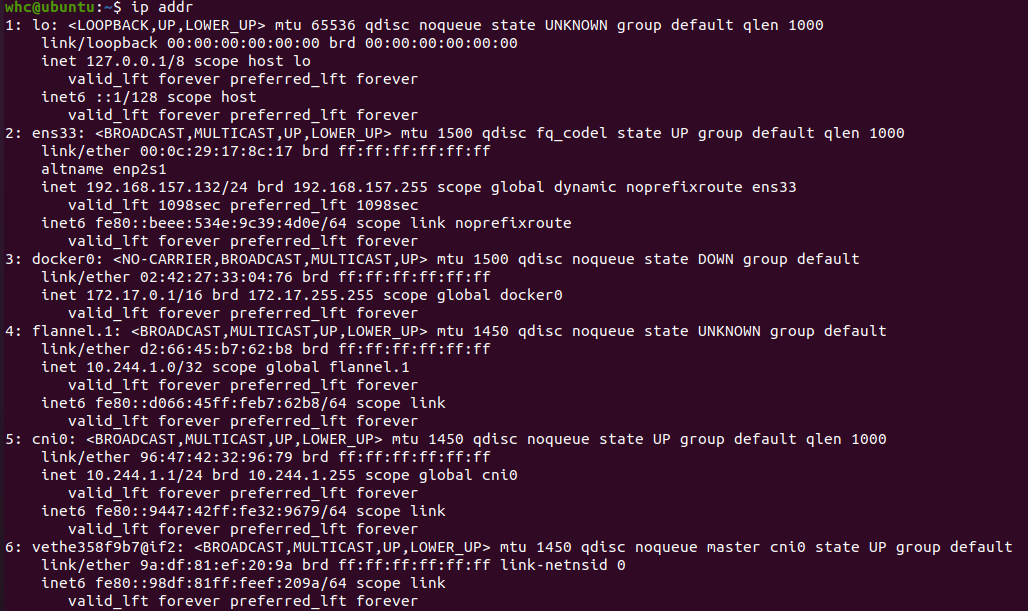 whc@ubuntu:~$ ip addr
1: lo: <LOOPBACK,UP,LOWER_UP> mtu 65536 qdisc noqueue state UNKNOWN group default qlen 1000
    link/loopback 00:00:00:00:00:00 brd 00:00:00:00:00:00
    inet 127.0.0.1/8 scope host lo
       valid_lft forever preferred_lft forever
    inet6 ::1/128 scope host
       valid_lft forever preferred_lft forever
2: ens33: <BROADCAST,MULTICAST,UP,LOWER_UP> mtu 1500 qdisc fq_codel state UP group default qlen 1000
    link/ether 00:0c:29:17:8c:17 brd ff:ff:ff:ff:ff:ff
    altname enp2s1
    inet 192.168.157.132/24 brd 192.168.157.255 scope global dynamic noprefixroute ens33
       valid_lft 1098sec preferred_lft 1098sec
    inet6 fe80::beee:534e:9c39:4d0e/64 scope link noprefixroute
       valid_lft forever preferred_lft forever
3: docker0: <NO-CARRIER,BROADCAST,MULTICAST,UP> mtu 1500 qdisc noqueue state DOWN group default
    link/ether 02:42:27:33:04:76 brd ff:ff:ff:ff:ff:ff
    inet 172.17.0.1/16 brd 172.17.255.255 scope global docker0
       valid_lft forever preferred_lft forever
4: flannel.1: <BROADCAST,MULTICAST,UP,LOWER_UP> mtu 1450 qdisc noqueue state UNKNOWN group default
    link/ether d2:66:45:b7:62:b8 brd ff:ff:ff:ff:ff:ff
    inet 10.244.1.0/32 scope global flannel.1
       valid_lft forever preferred_lft forever
    inet6 fe80::d066:45ff:feb7:62b8/64 scope link
       valid_lft forever preferred_lft forever
5: cni0: <BROADCAST,MULTICAST,UP,LOWER_UP> mtu 1450 qdisc noqueue state UP group default qlen 1000
    link/ether 96:47:42:32:96:79 brd ff:ff:ff:ff:ff:ff
    inet 10.244.1.1/24 brd 10.244.1.255 scope global cni0
       valid_lft forever preferred_lft forever
    inet6 fe80::9447:42ff:fe32:9679/64 scope link
       valid_lft forever preferred_lft forever
6: vethe358f9b7@if2: <BROADCAST,MULTICAST,UP,LOWER_UP> mtu 1450 qdisc noqueue master cni0 state UP group default
    link/ether 9a:df:81:ef:20:9a brd ff:ff:ff:ff:ff:ff link-netnsid 0
    inet6 fe80::98df:81ff:feef:209a/64 scope link
       valid_lft forever preferred_lft forever